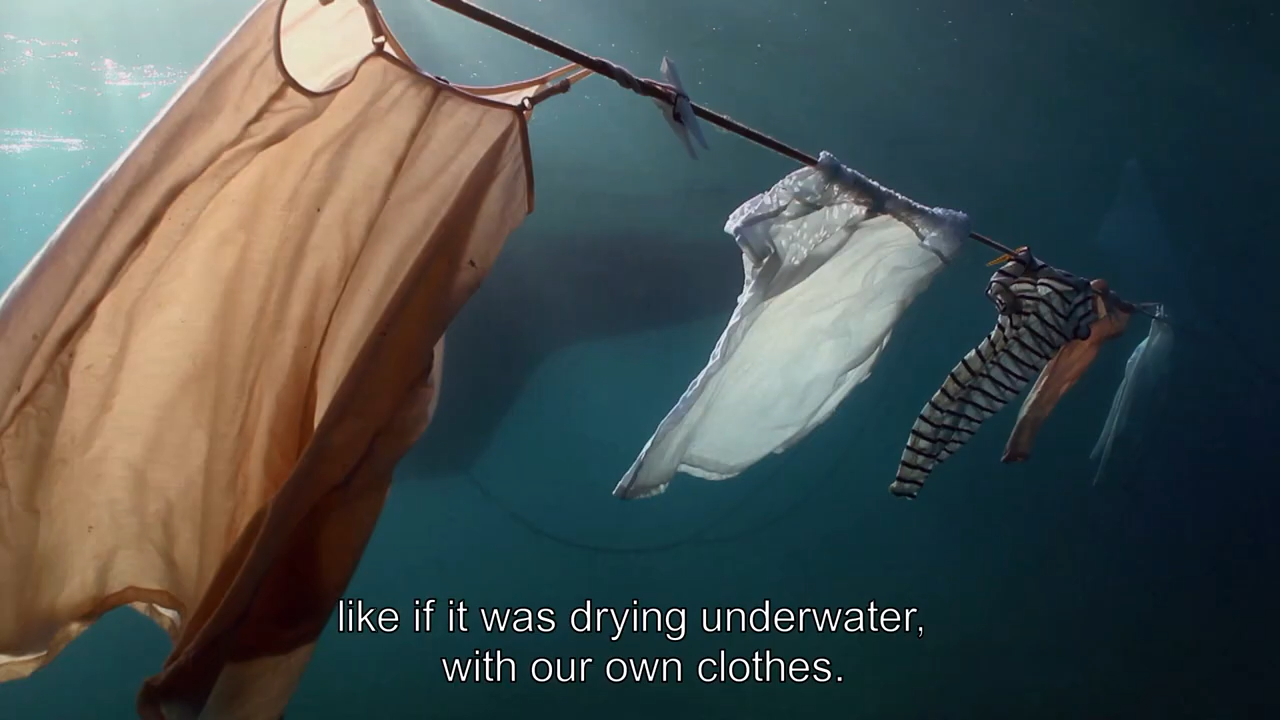 like if it was drying underwater,
with our own clothes.